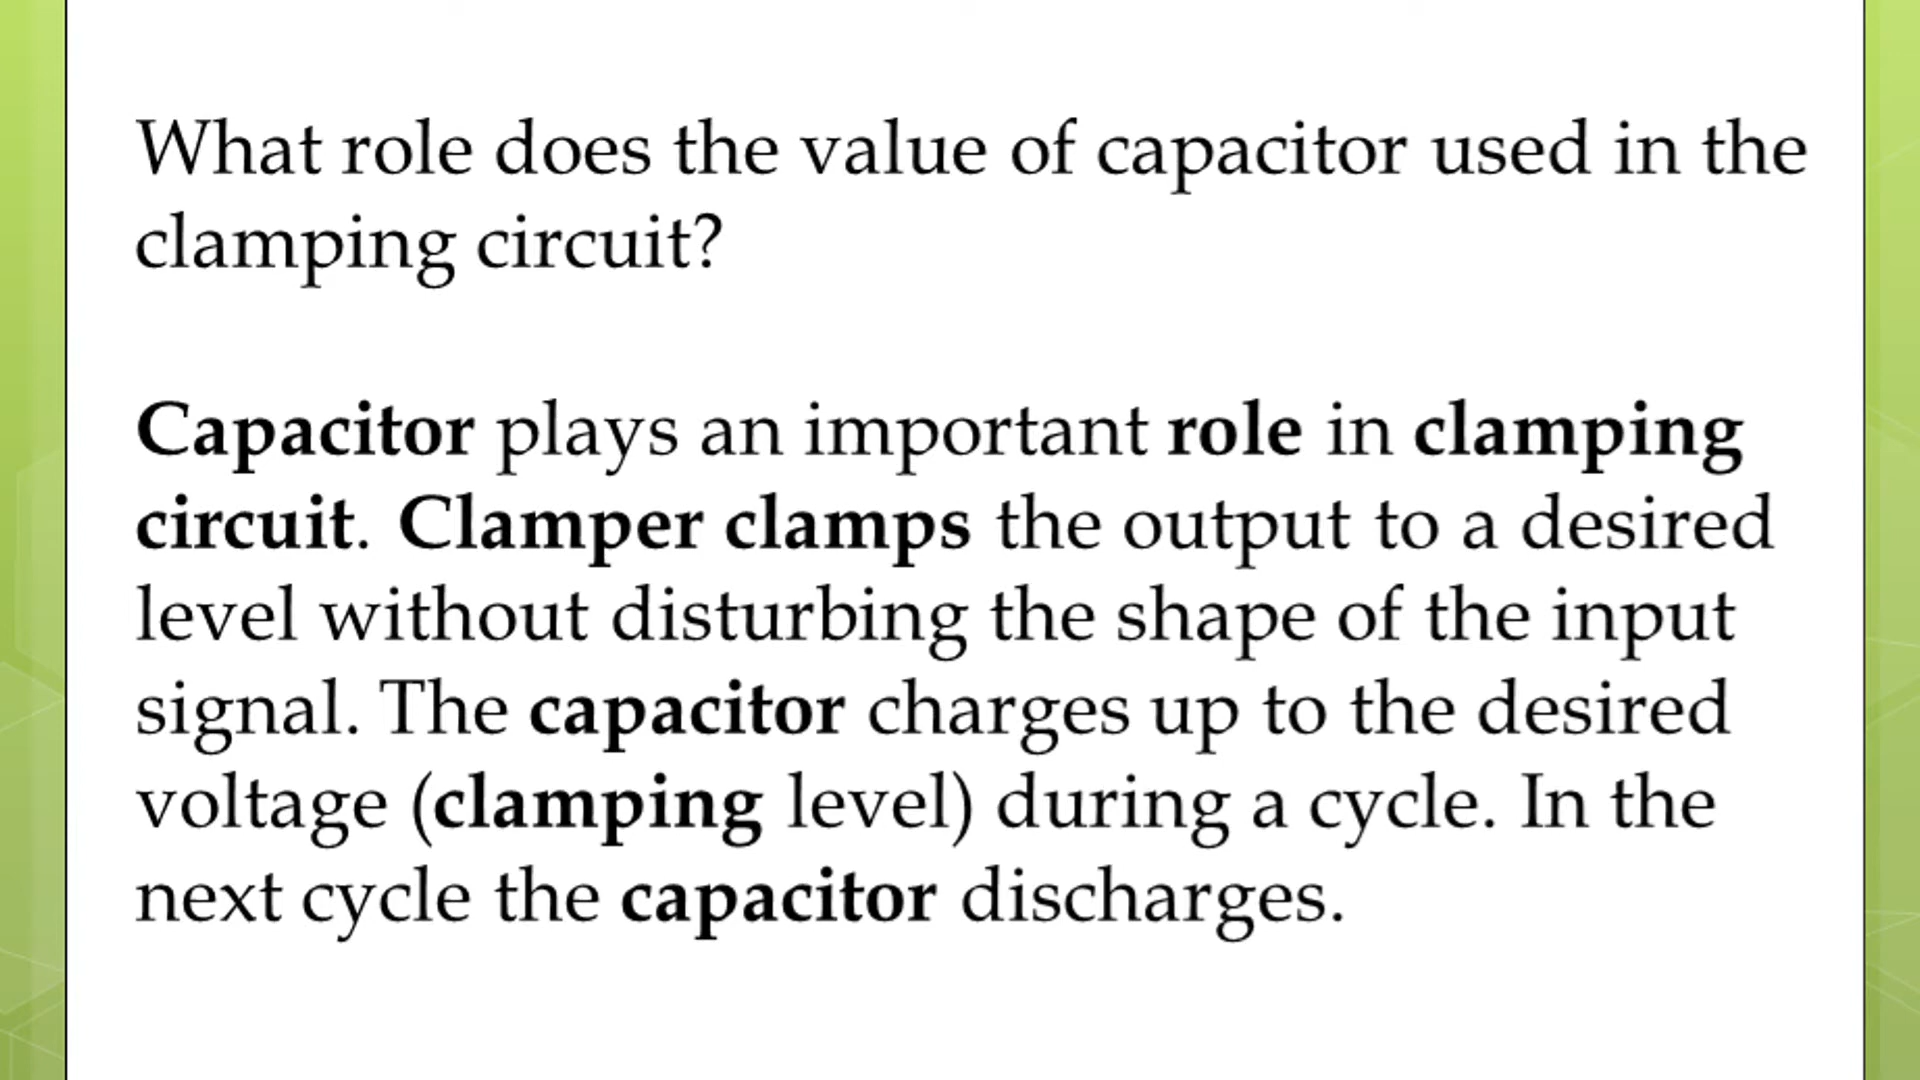 What role does the value of capacitor used in the
clamping circuit?
Capacitor plays an important role in clamping
circuit. Clamper clamps the output to a desired
level without disturbing the shape of the input
signal. The capacitor charges up to the desired
voltage (clamping level) during a cycle. In the
next cycle the capacitor discharges.